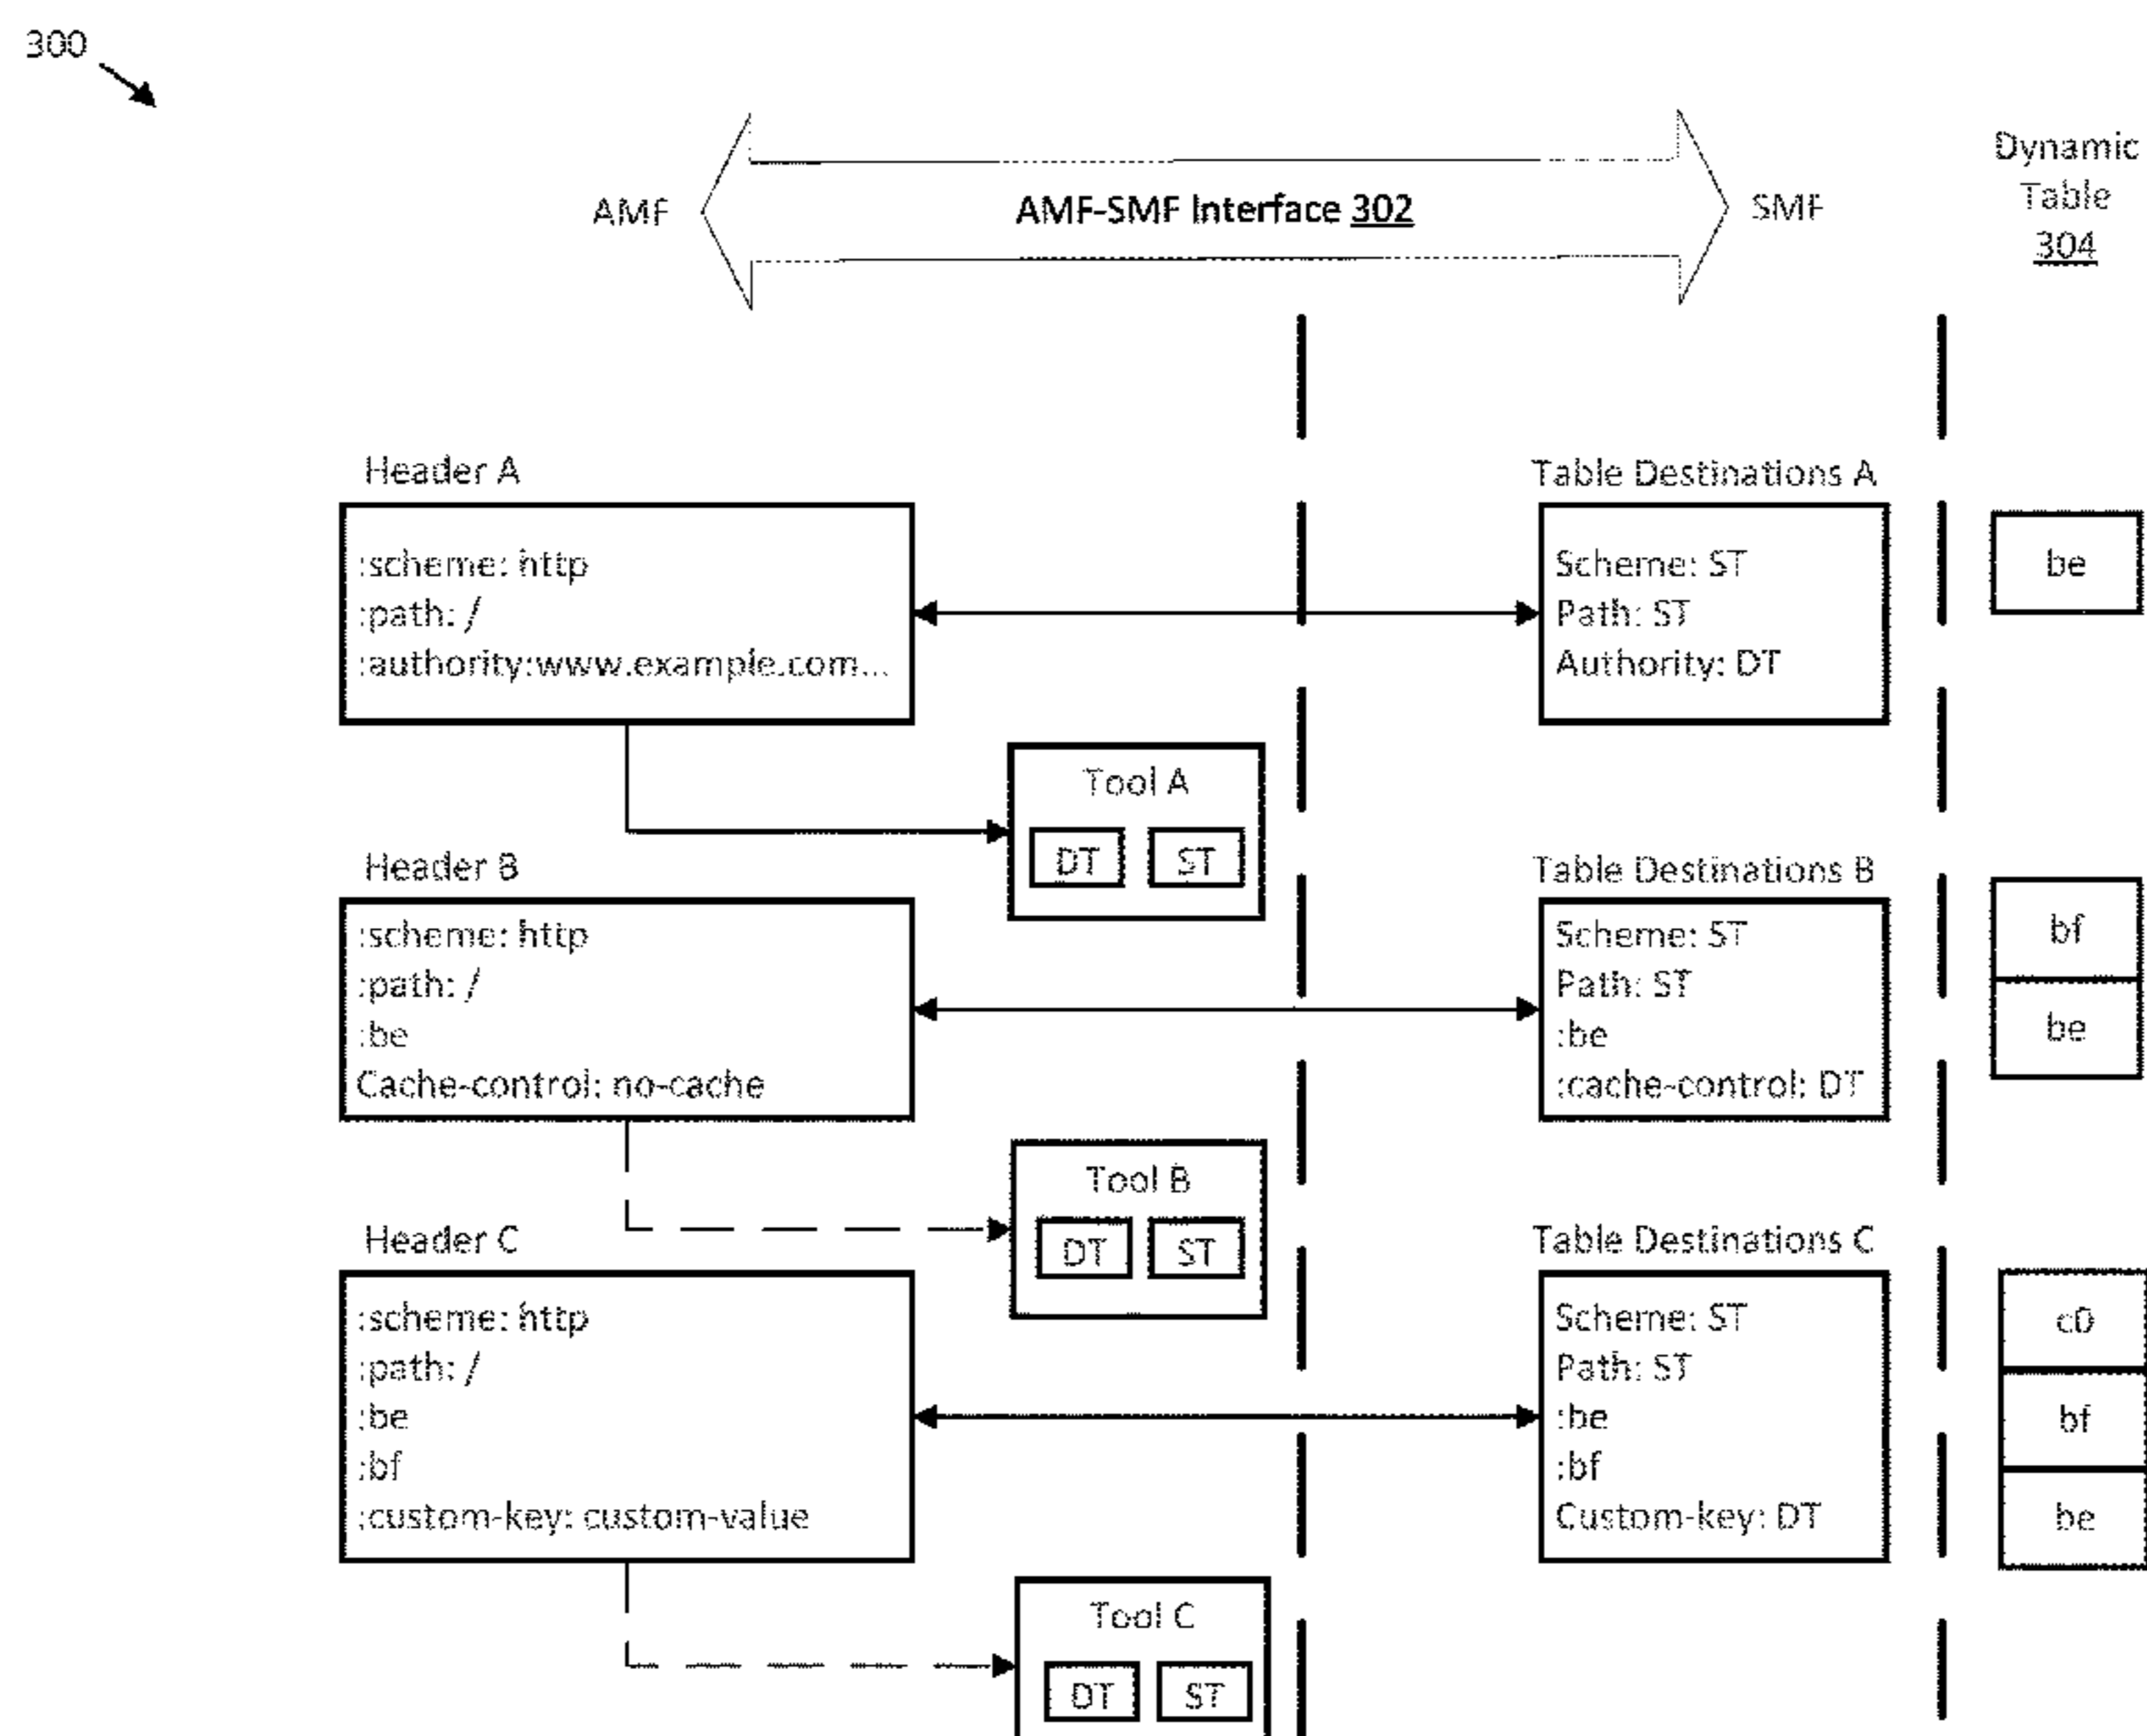 300
AMF
AMF-SMF Interface 302
SMF
Dynamic
Table
304
Header A
:scheme: http
:path: /
:authority:www.example.com...
Table Destinations A
Scheme: ST
Path: ST
Authority: DT
be
Tool A
DT
ST
Header B
:scheme: http
:path: /
:be
Cache-control: no-cache
Table Destinations B
Scheme: ST
Path: ST
:be
:cache-control: DT
bf
be
Tool B
DT
ST
Header C
:scheme: http
:path: /
:be
:bf
:custom-key: custom-value
Table Destinations C
Scheme: ST
Path: ST
:be
:bf
Custom-key: DT
c0
bf
be
Tool C
DT
ST